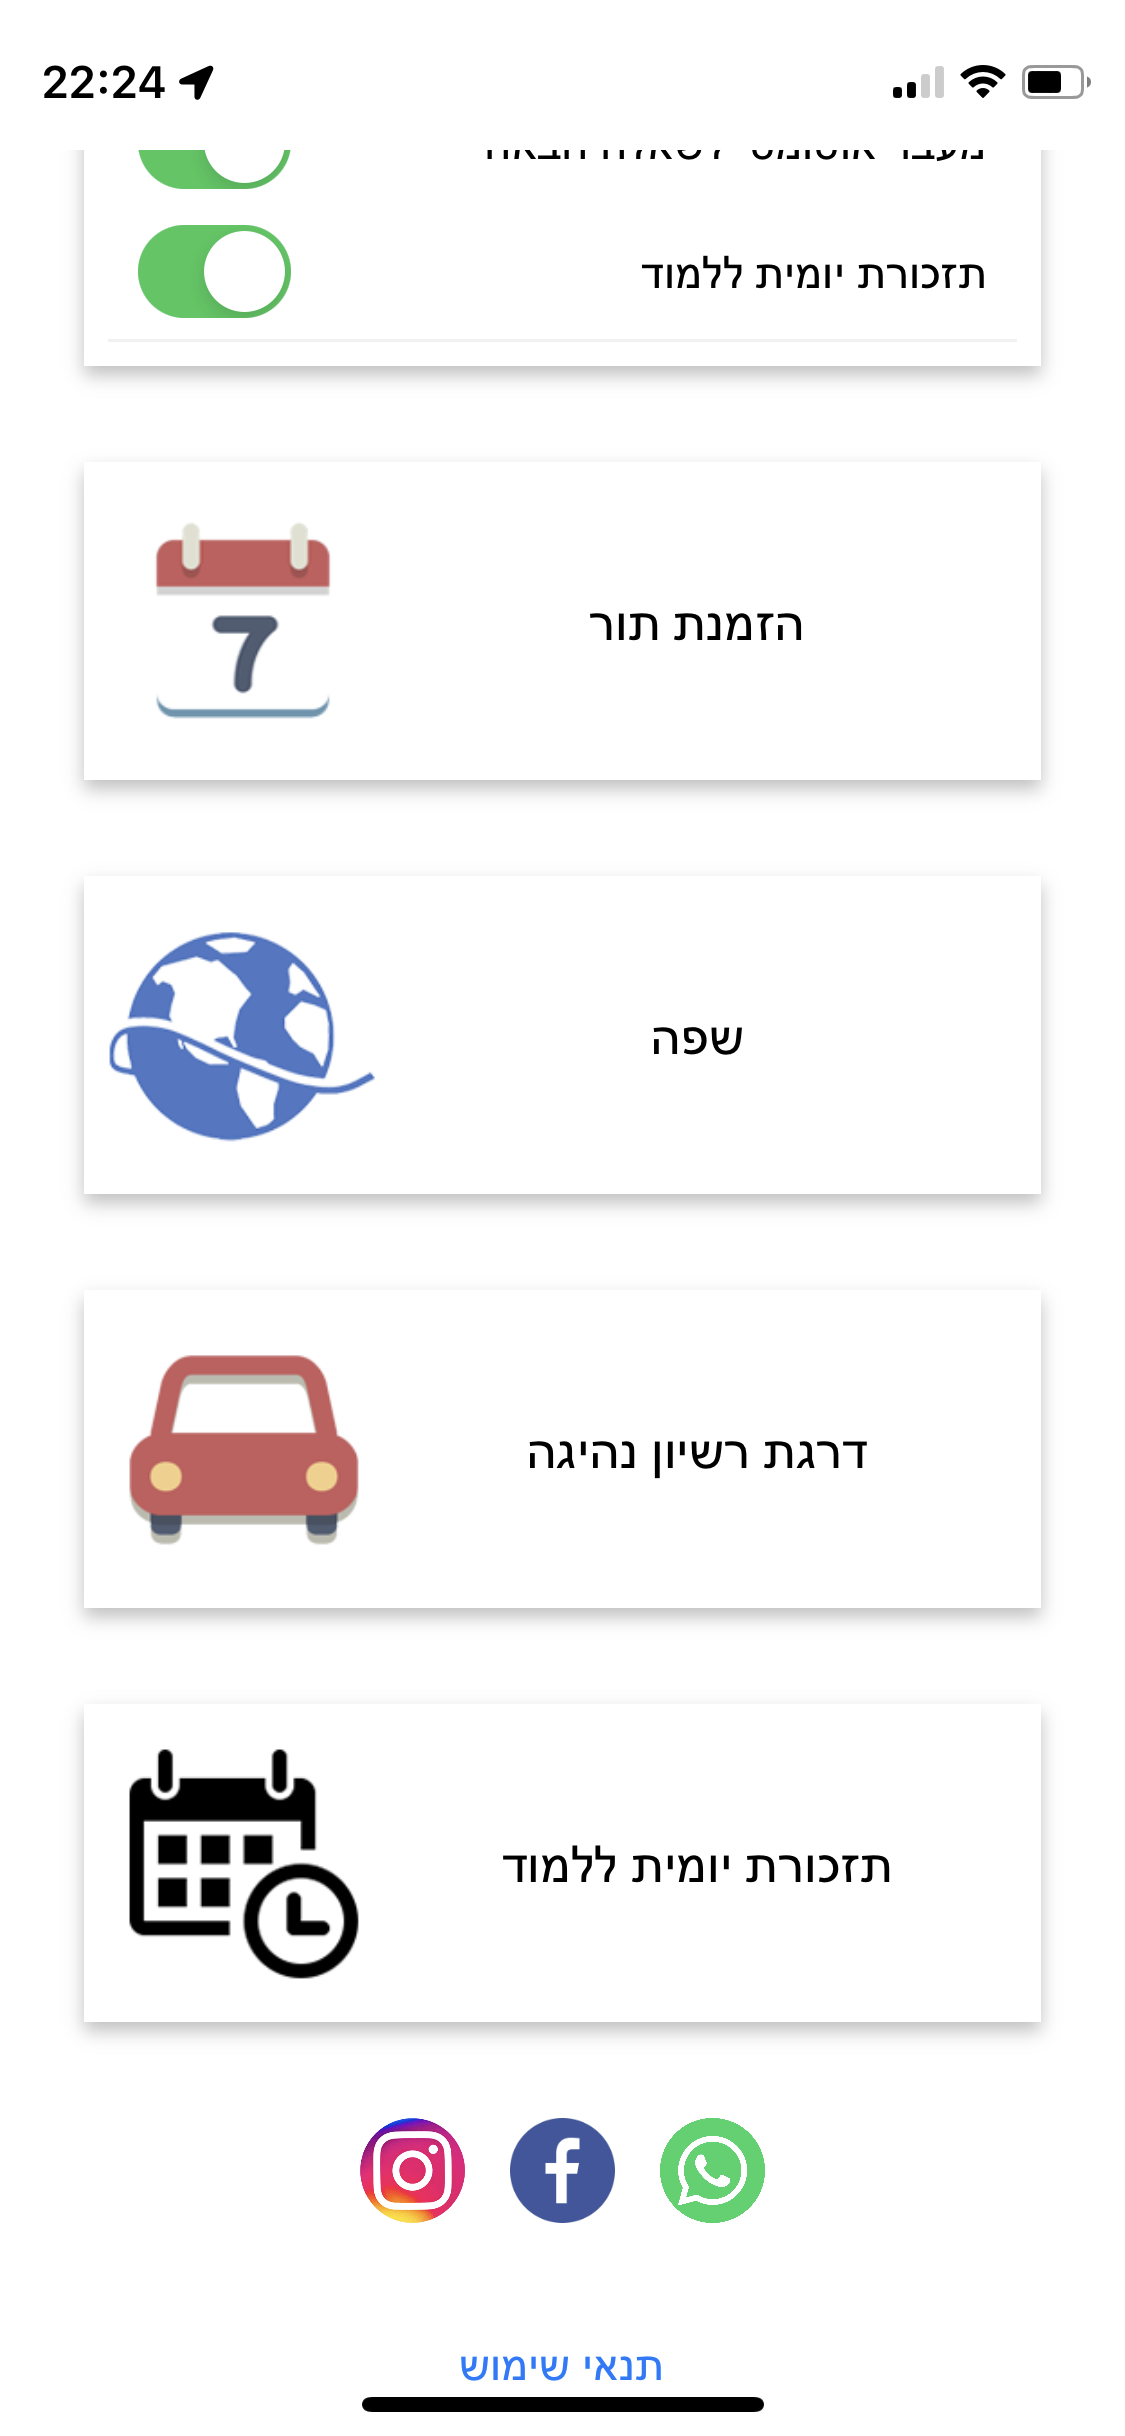 22:24
תזכורת יומית ללמוד
7
הזמנת תור
שפה
דרגת רשיון נהיגה
תזכורת יומית ללמוד
תנאי שימוש